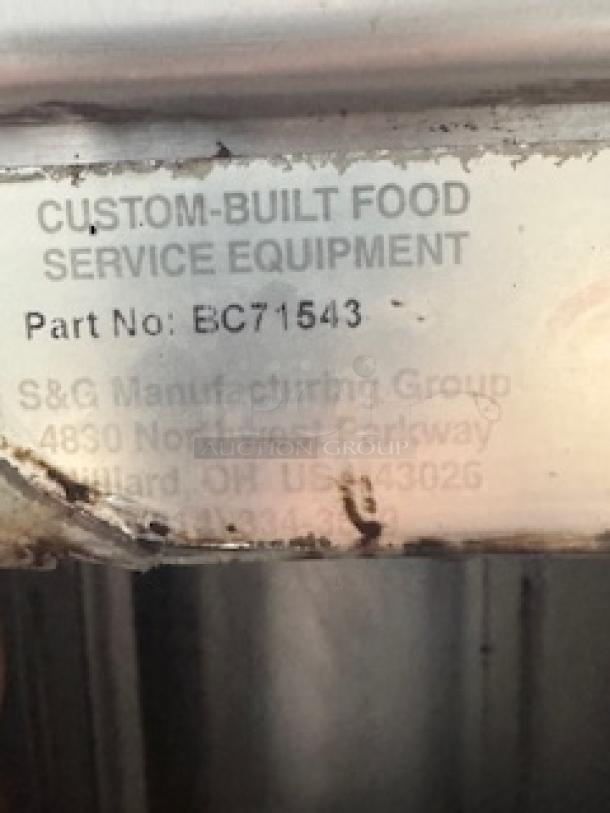 CUSTOM-BUILT FOOD
SERVICE EQUIPMENT
Part No: BC71543
S&G Manufacturing Group
4830 Northwest Parkway
AUCTION GROUP
Hilliard, OH USA 43026